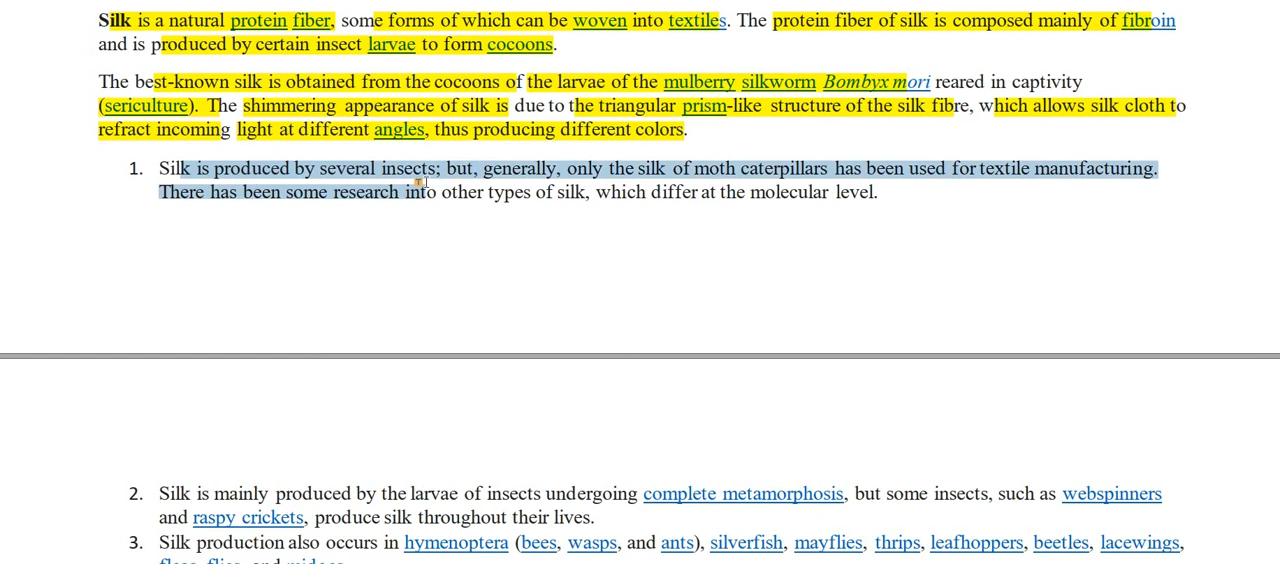 Silk is a natural protein fiber, some forms of which can be woven into textiles. The protein fiber of silk is composed mainly of fibroin
and is produced by certain insect larvae to form cocoons.
The best-known silk is obtained from the cocoons of the larvae of the mulberry silkworm Bombyx mori reared in captivity
(sericulture). The shimmering appearance of silk is due to the triangular prism-like structure of the silk fibre, which allows silk cloth to
refract incoming light at different angles, thus producing different colors.
1. Silk is produced by several insects; but, generally, only the silk of moth caterpillars has been used for textile manufacturing.
There has been some research into other types of silk, which differ at the molecular level.
2. Silk is mainly produced by the larvae of insects undergoing complete metamorphosis, but some insects, such as webspinners
and raspy crickets, produce silk throughout their lives.
3. Silk production also occurs in hymenoptera (bees, wasps, and ants), silverfish, mayflies, thrips, leafhoppers, beetles, lacewings,